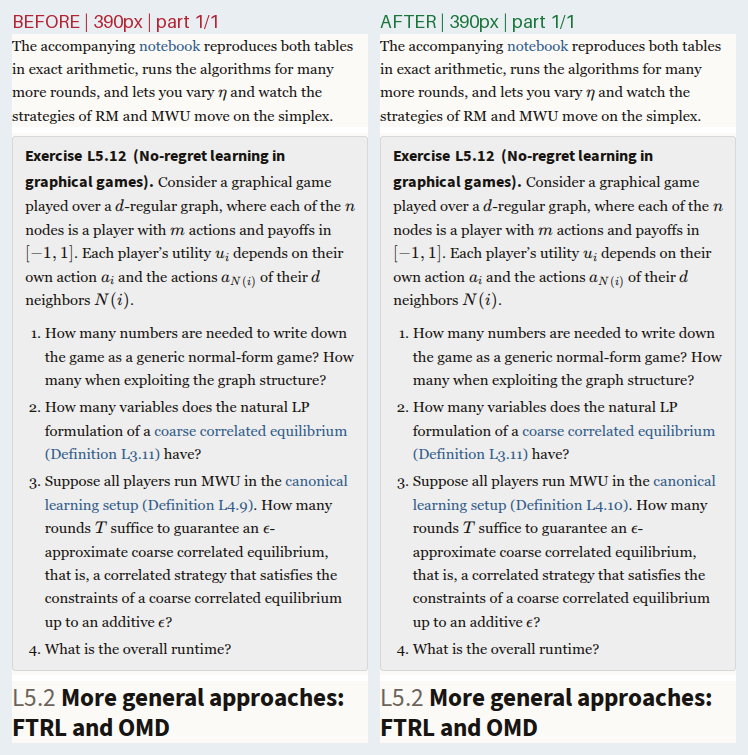 BEFORE | 390px | part 1/1
The accompanying notebook reproduces both tables
in exact arithmetic, runs the algorithms for many
more rounds, and lets you vary η and watch the
strategies of RM and MWU move on the simplex.
Exercise L5.12 (No-regret learning in
graphical games). Consider a graphical game
played over a d-regular graph, where each of the n
nodes is a player with m actions and payoffs in
[−1, 1]. Each player’s utility u_i depends on their
own action a_i and the actions a_{N(i)} of their d
neighbors N(i).
1. How many numbers are needed to write down
the game as a generic normal-form game? How
many when exploiting the graph structure?
2. How many variables does the natural LP
formulation of a coarse correlated equilibrium
(Definition L3.11) have?
3. Suppose all players run MWU in the canonical
learning setup (Definition L4.9). How many
rounds T suffice to guarantee an ϵ-
approximate coarse correlated equilibrium,
that is, a correlated strategy that satisfies the
constraints of a coarse correlated equilibrium
up to an additive ϵ?
4. What is the overall runtime?
L5.2 More general approaches:
FTRL and OMD
AFTER | 390px | part 1/1
The accompanying notebook reproduces both tables
in exact arithmetic, runs the algorithms for many
more rounds, and lets you vary η and watch the
strategies of RM and MWU move on the simplex.
Exercise L5.12 (No-regret learning in
graphical games). Consider a graphical game
played over a d-regular graph, where each of the n
nodes is a player with m actions and payoffs in
[−1, 1]. Each player’s utility u_i depends on their
own action a_i and the actions a_{N(i)} of their d
neighbors N(i).
1. How many numbers are needed to write down
the game as a generic normal-form game? How
many when exploiting the graph structure?
2. How many variables does the natural LP
formulation of a coarse correlated equilibrium
(Definition L3.11) have?
3. Suppose all players run MWU in the canonical
learning setup (Definition L4.10). How many
rounds T suffice to guarantee an ϵ-
approximate coarse correlated equilibrium,
that is, a correlated strategy that satisfies the
constraints of a coarse correlated equilibrium
up to an additive ϵ?
4. What is the overall runtime?
L5.2 More general approaches:
FTRL and OMD